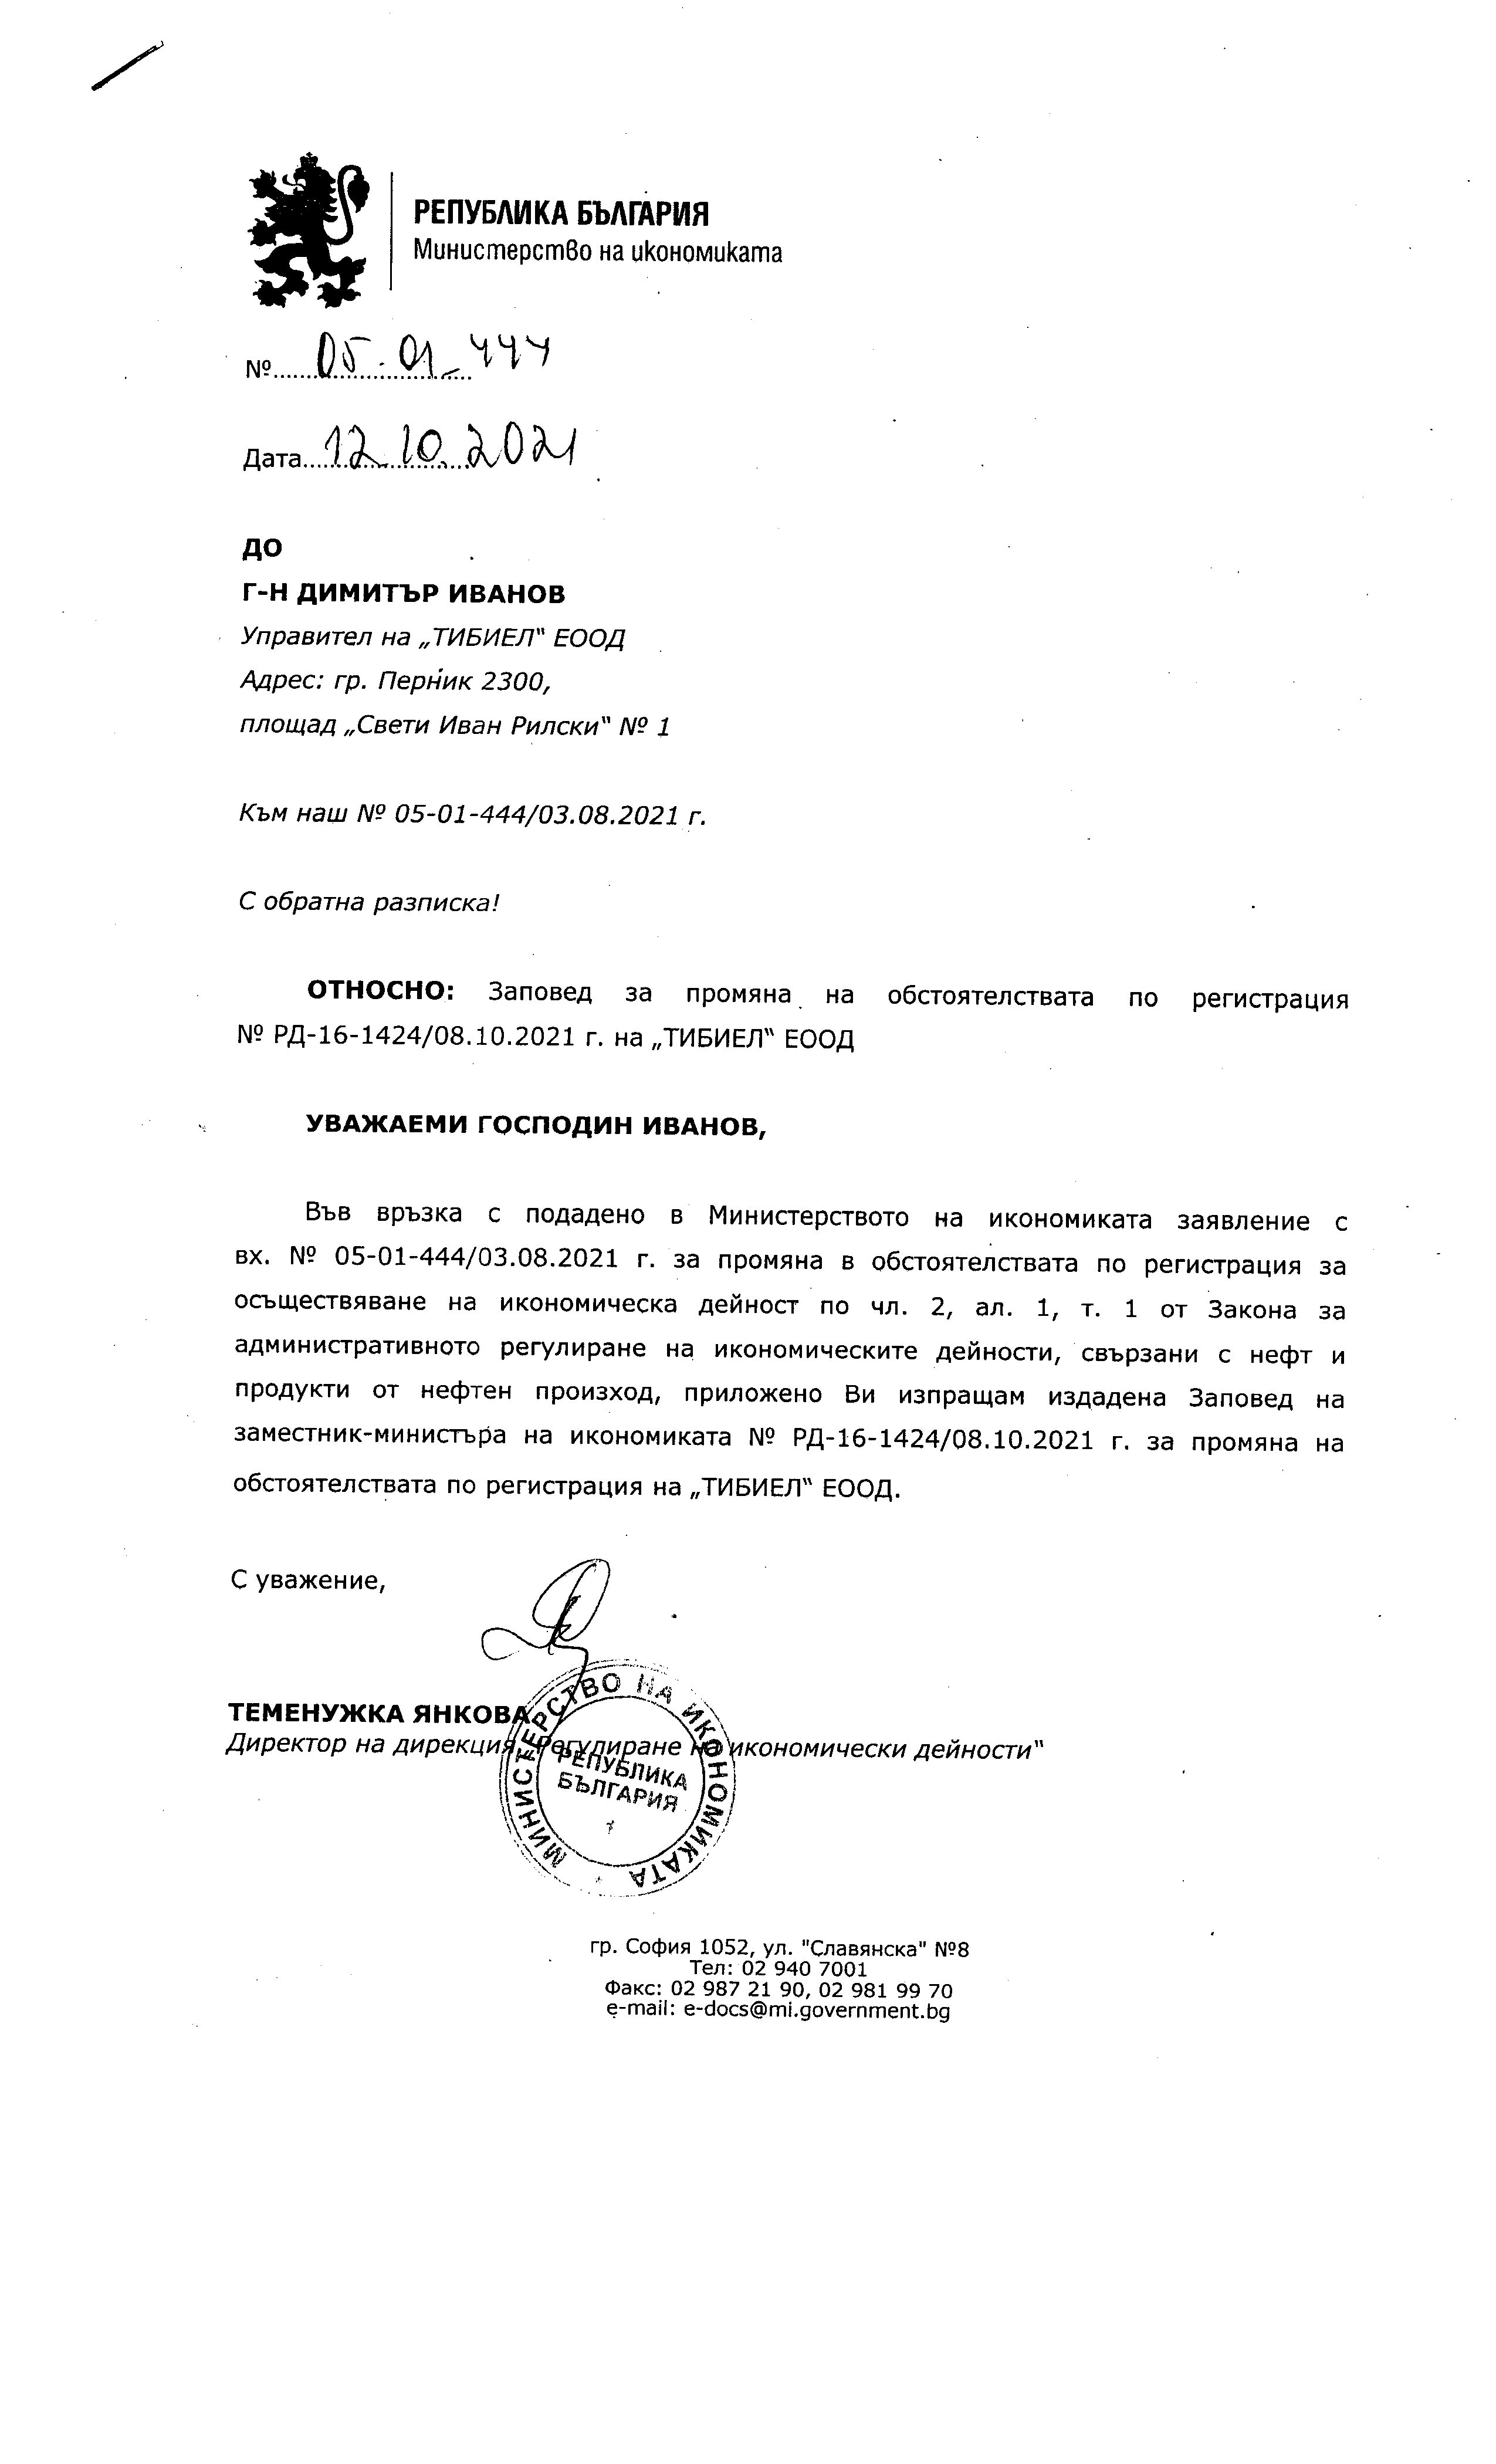 РЕПУБЛИКА БЪЛГАРИЯ
Министерство на икономиката
№ 05-01-444
Дата 12.10.2021
ДО
Г-Н ДИМИТЪР ИВАНОВ
Управител на „ТИБИЕЛ" ЕООД
Адрес: гр. Перник 2300,
площад „Свети Иван Рилски" № 1
Към наш № 05-01-444/03.08.2021 г.
С обратна разписка!
ОТНОСНО: Заповед за промяна на обстоятелствата по регистрация
№ РД-16-1424/08.10.2021 г. на „ТИБИЕЛ" ЕООД
УВАЖАЕМИ ГОСПОДИН ИВАНОВ,
Във връзка с подадено в Министерството на икономиката заявление с
вх. № 05-01-444/03.08.2021 г. за промяна в обстоятелствата по регистрация за
осъществяване на икономическа дейност по чл. 2, ал. 1, т. 1 от Закона за
административното регулиране на икономическите дейности, свързани с нефт и
продукти от нефтен произход, приложено Ви изпращам издадена Заповед на
заместник-министъра на икономиката № РД-16-1424/08.10.2021 г. за промяна на
обстоятелствата по регистрация на „ТИБИЕЛ" ЕООД.
С уважение,
ТЕМЕНУЖКА ЯНКОВА
Директор на дирекция „Регулиране на икономически дейности"
МИНИСТЕРСТВО НА ИКОНОМИКАТА
РЕПУБЛИКА
БЪЛГАРИЯ
гр. София 1052, ул. "Славянска" №8
Тел: 02 940 7001
Факс: 02 987 21 90, 02 981 99 70
e-mail: e-docs@mi.government.bg